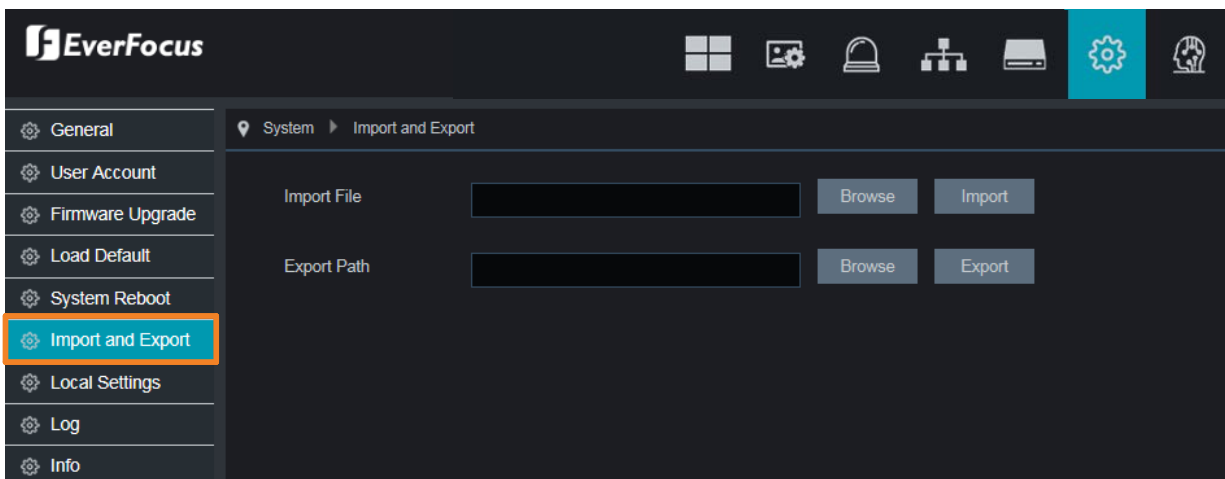 EverFocus
General
User Account
Firmware Upgrade
Load Default
System Reboot
Import and Export
Local Settings
Log
Info
System Import and Export
Import File Browse Import
Export Path Browse Export